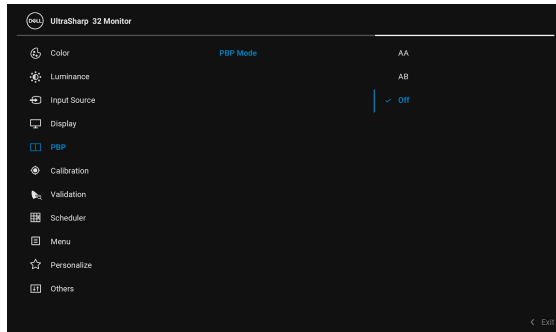 DELL UltraSharp 32 Monitor
Color PBP Mode AA
Luminance AB
Input Source Off
Display
PBP
Calibration
Validation
Scheduler
Menu
Personalize
Others
Exit